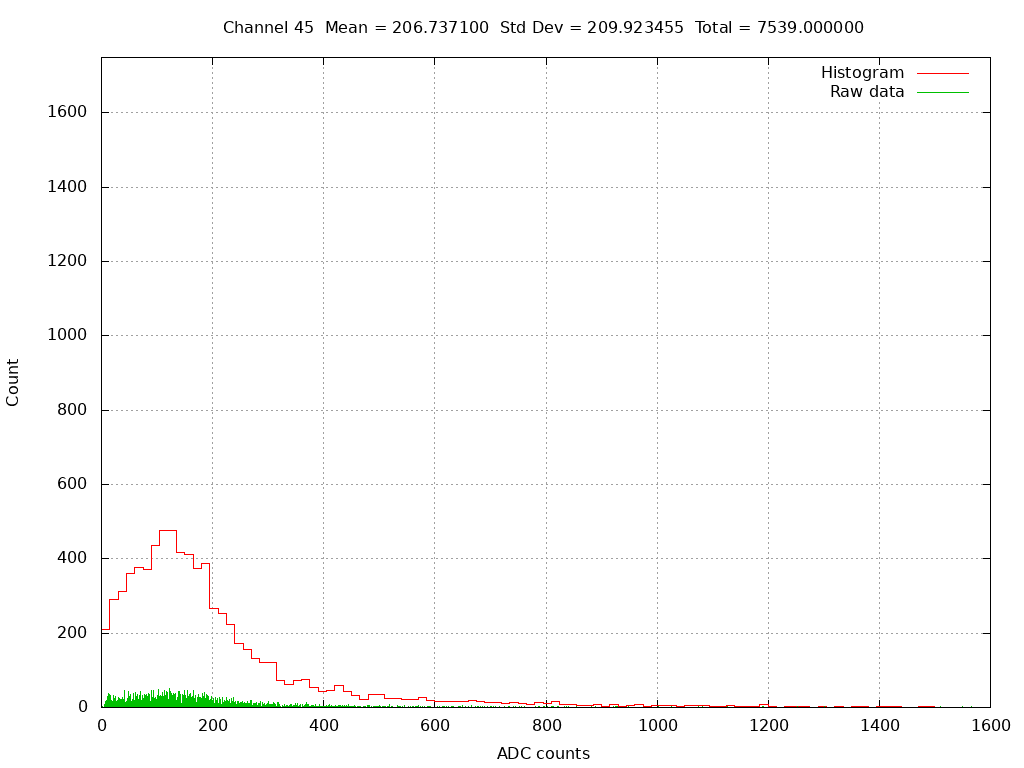 Channel 45  Mean = 206.737100  Std Dev = 209.923455  Total = 7539.000000
Histogram
Raw data
1600
1400
1200
1000
800
600
400
200
0
Count
0 200 400 600 800 1000 1200 1400 1600
ADC counts